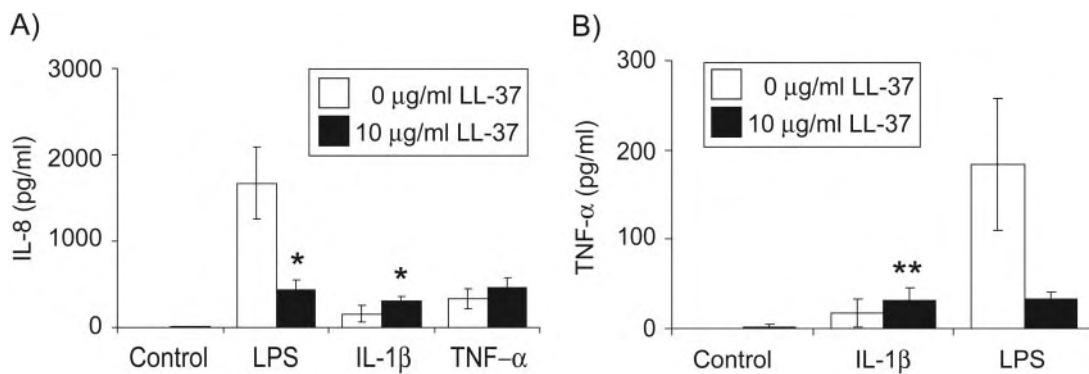 A)
3000
2000
1000
0
IL-8 (pg/ml)
0 µg/ml LL-37
10 µg/ml LL-37
*
*
Control LPS IL-1β TNF–α
B)
300
200
100
0
TNF-α (pg/ml)
0 µg/ml LL-37
10 µg/ml LL-37
**
Control IL-1β LPS